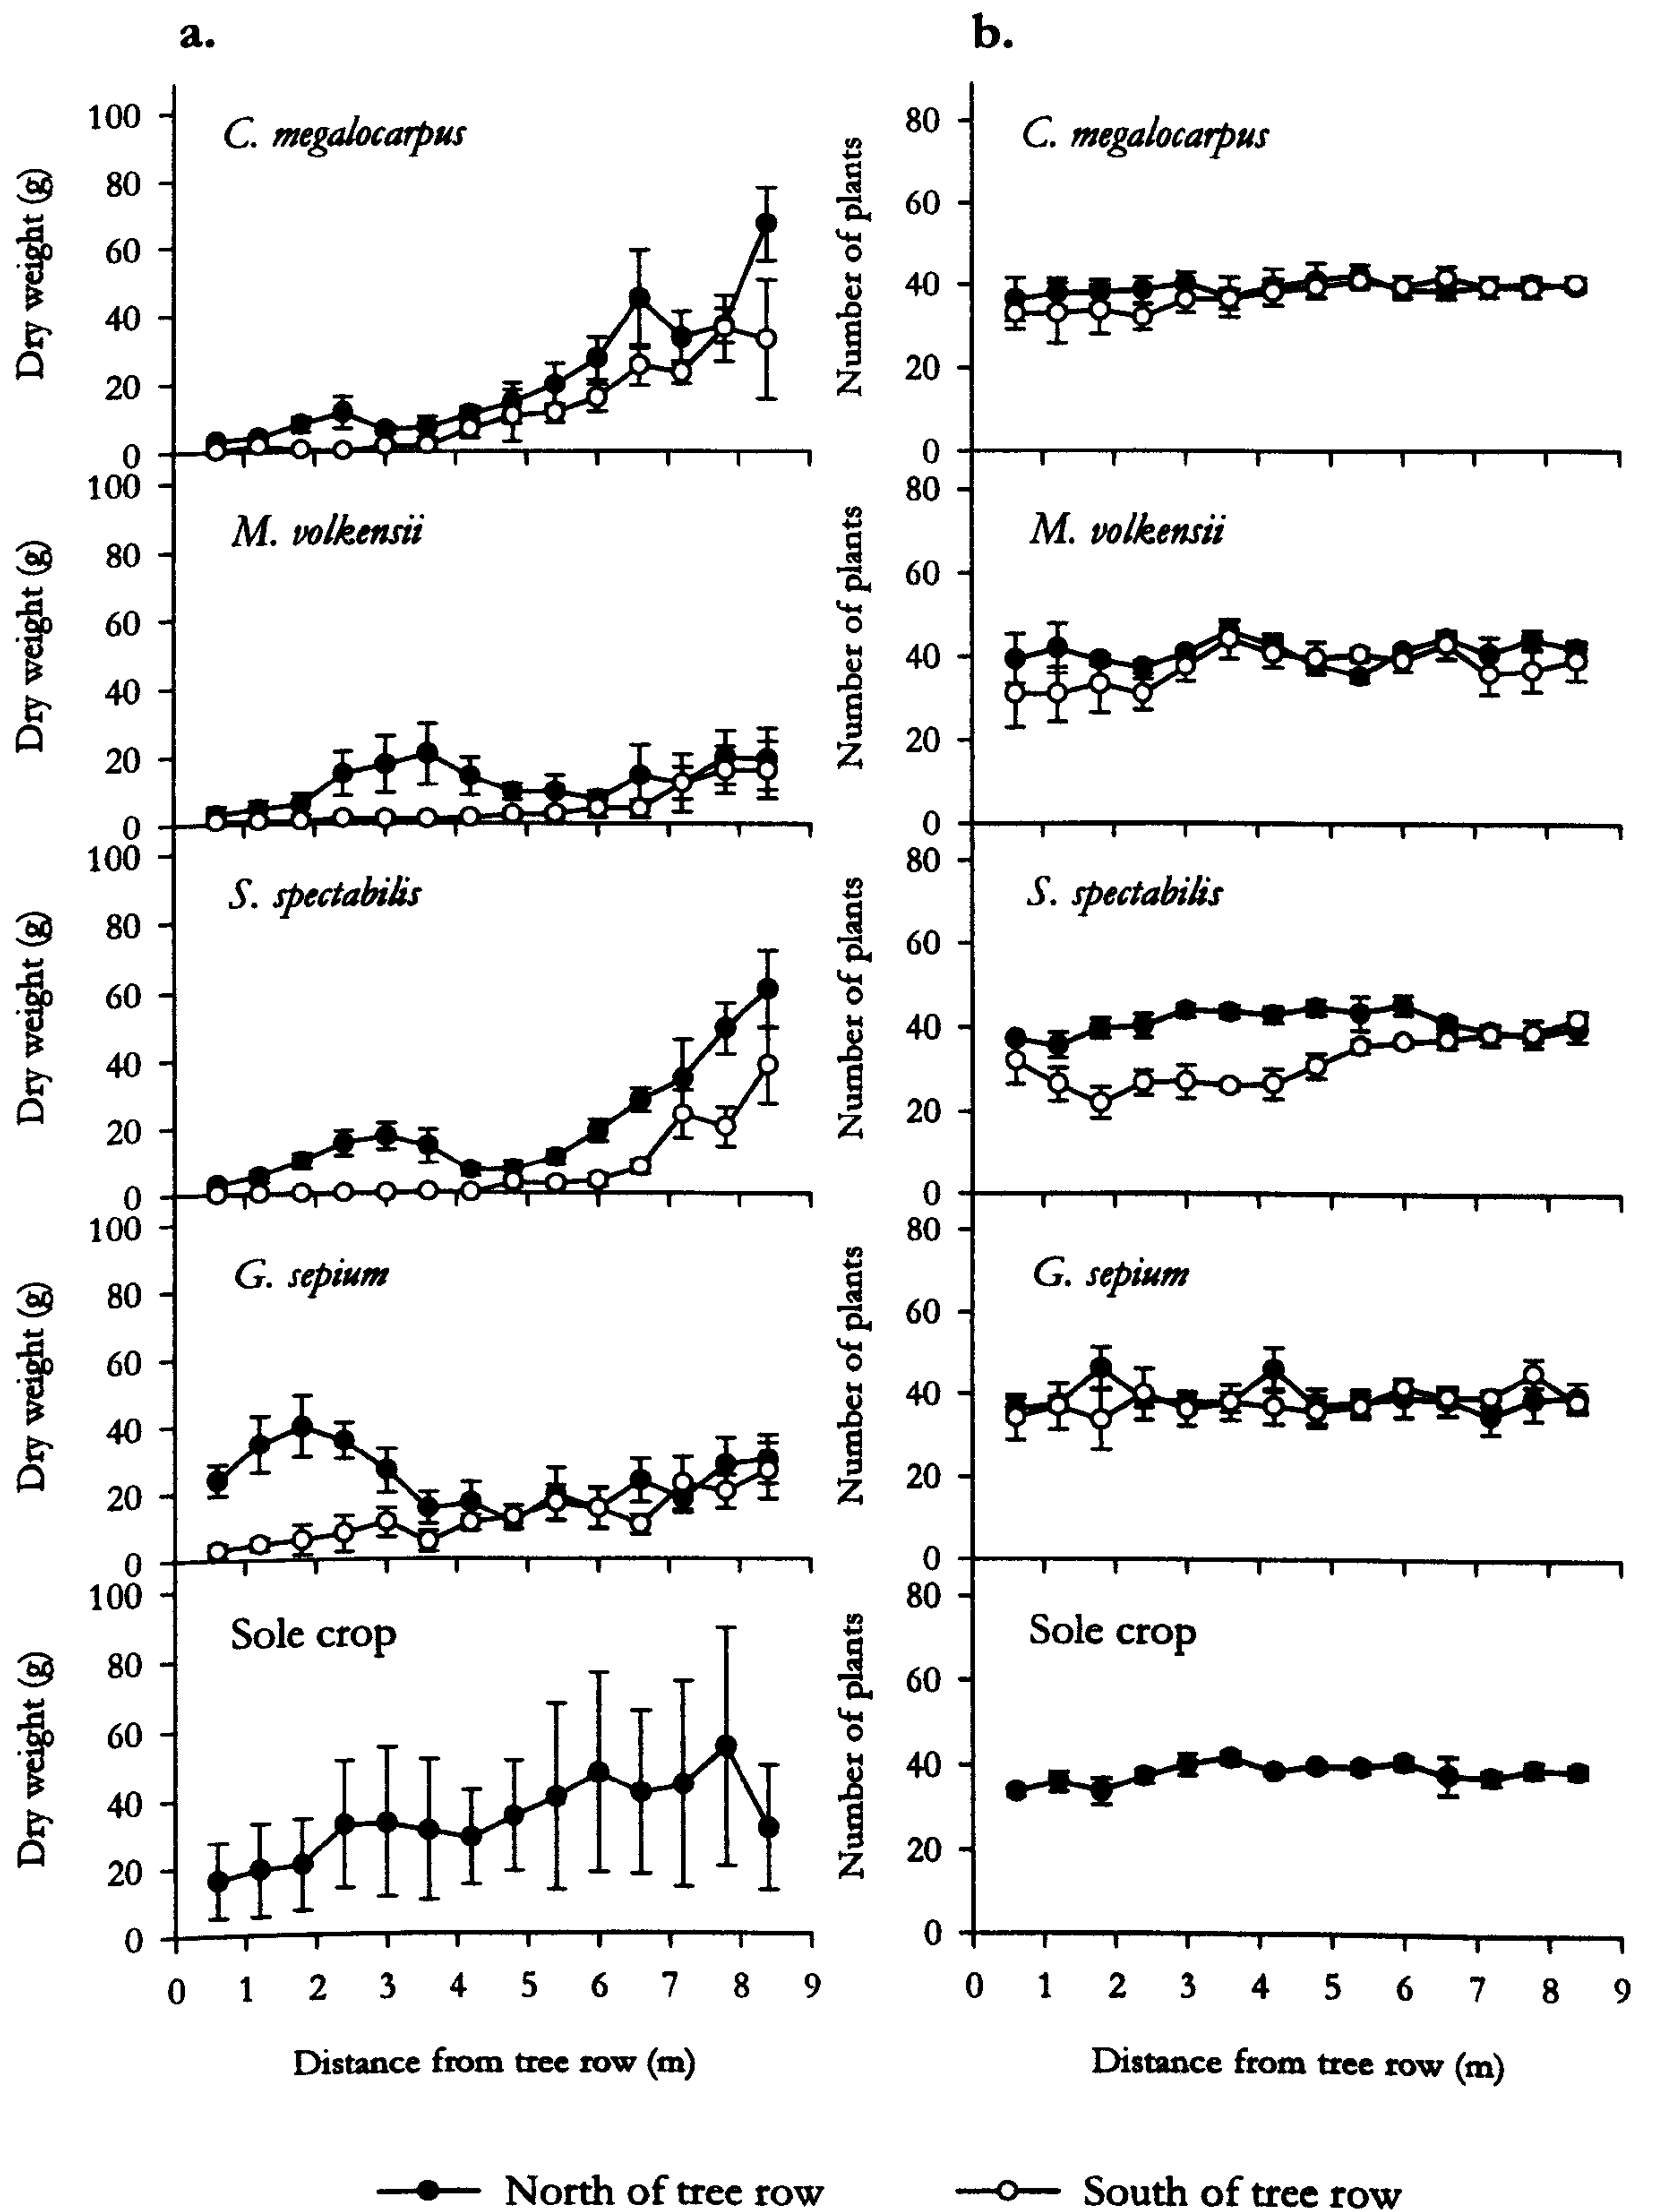 a.
b.
100
80
60
40
20
0
Dry weight (g)
C. megalocarpus
80
60
40
20
0
Number of plants
C. megalocarpus
100
80
60
40
20
0
Dry weight (g)
M. volkensii
80
60
40
20
0
Number of plants
M. volkensii
100
80
60
40
20
0
Dry weight (g)
S. spectabilis
80
60
40
20
0
Number of plants
S. spectabilis
100
80
60
40
20
0
Dry weight (g)
G. sepium
80
60
40
20
0
Number of plants
G. sepium
100
80
60
40
20
0
Dry weight (g)
Sole crop
80
60
40
20
0
Number of plants
Sole crop
0 1 2 3 4 5 6 7 8 9
0 1 2 3 4 5 6 7 8 9
Distance from tree row (m)
Distance from tree row (m)
North of tree row
South of tree row